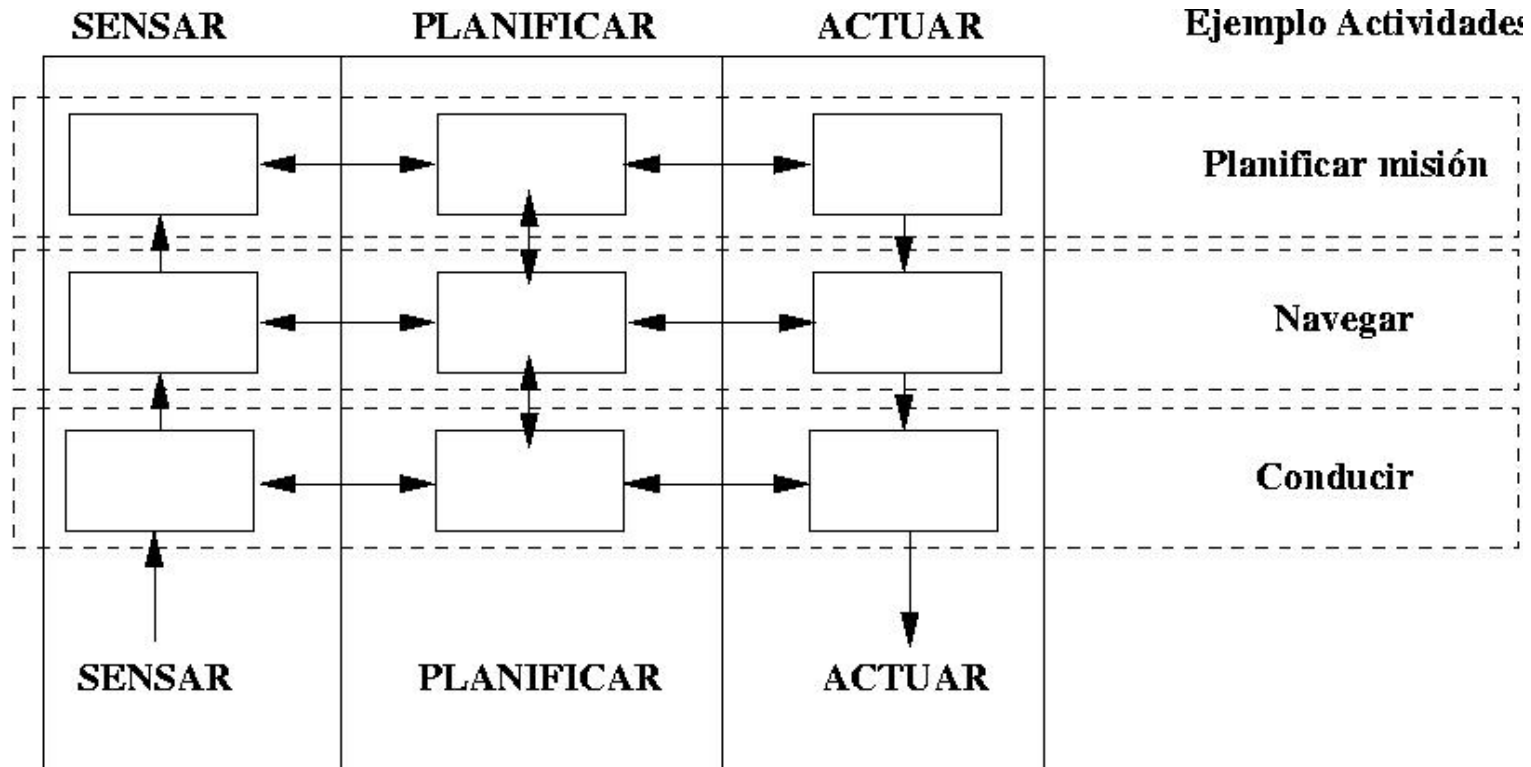 SENSAR PLANIFICAR ACTUAR Ejemplo Actividades
Planificar misión
Navegar
Conducir
SENSAR PLANIFICAR ACTUAR